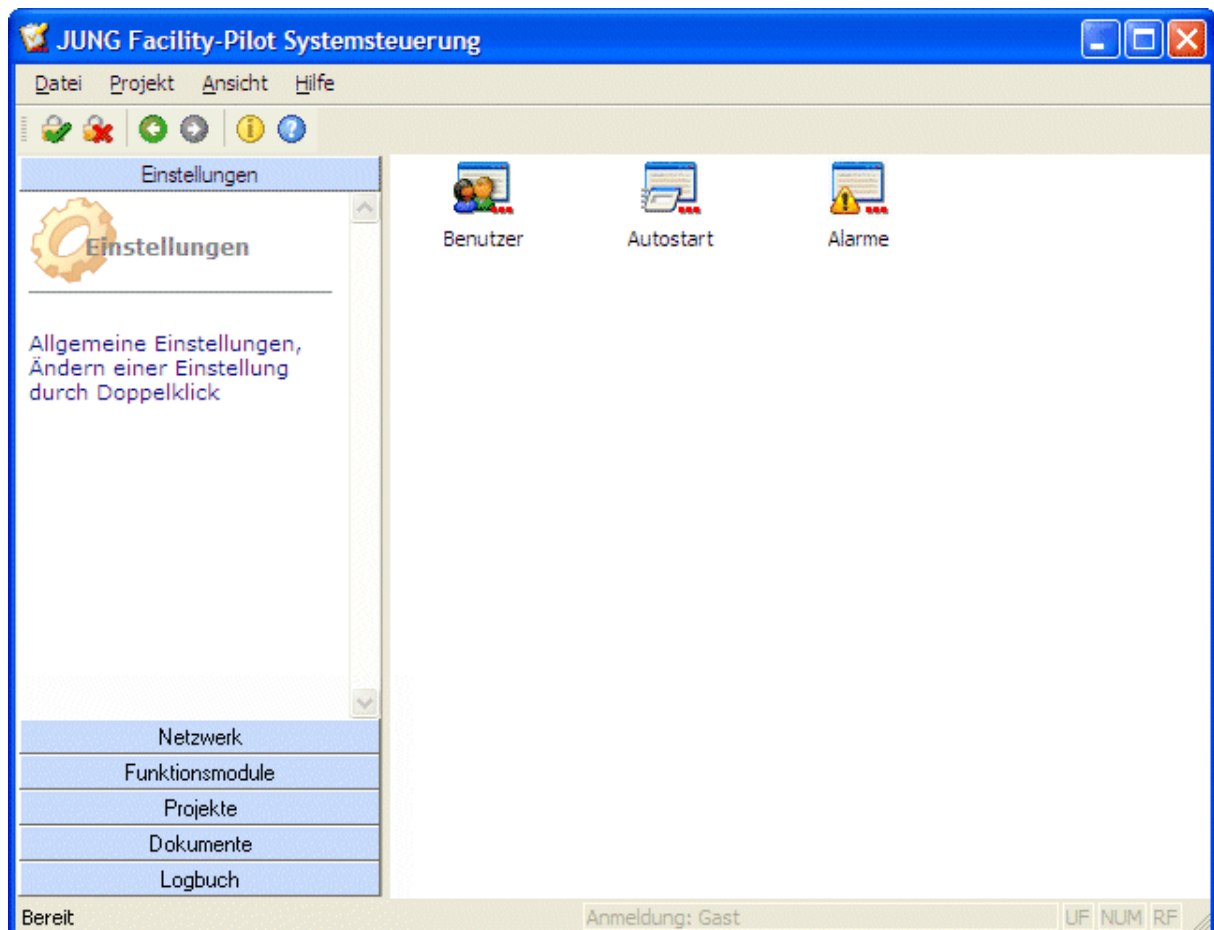 JUNG Facility-Pilot Systemsteuerung
Datei Projekt Ansicht Hilfe
Einstellungen
Einstellungen
Allgemeine Einstellungen,
Ändern einer Einstellung
durch Doppelklick
Benutzer Autostart Alarme
Netzwerk
Funktionsmodule
Projekte
Dokumente
Logbuch
Bereit Anmeldung: Gast UF NUM RF